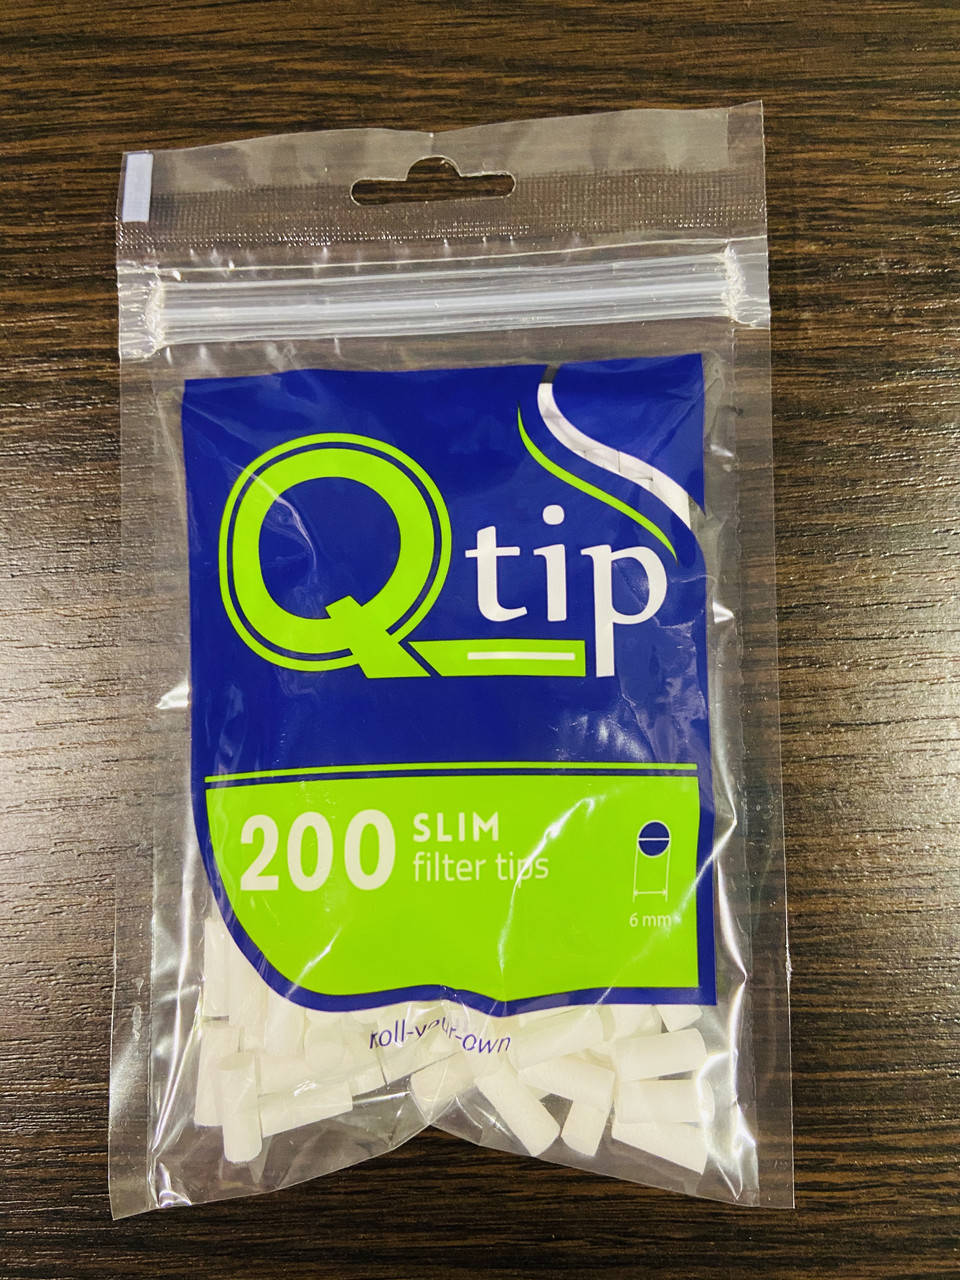 Qtip
200 SLIM
filter tips
6 mm
roll-your-own